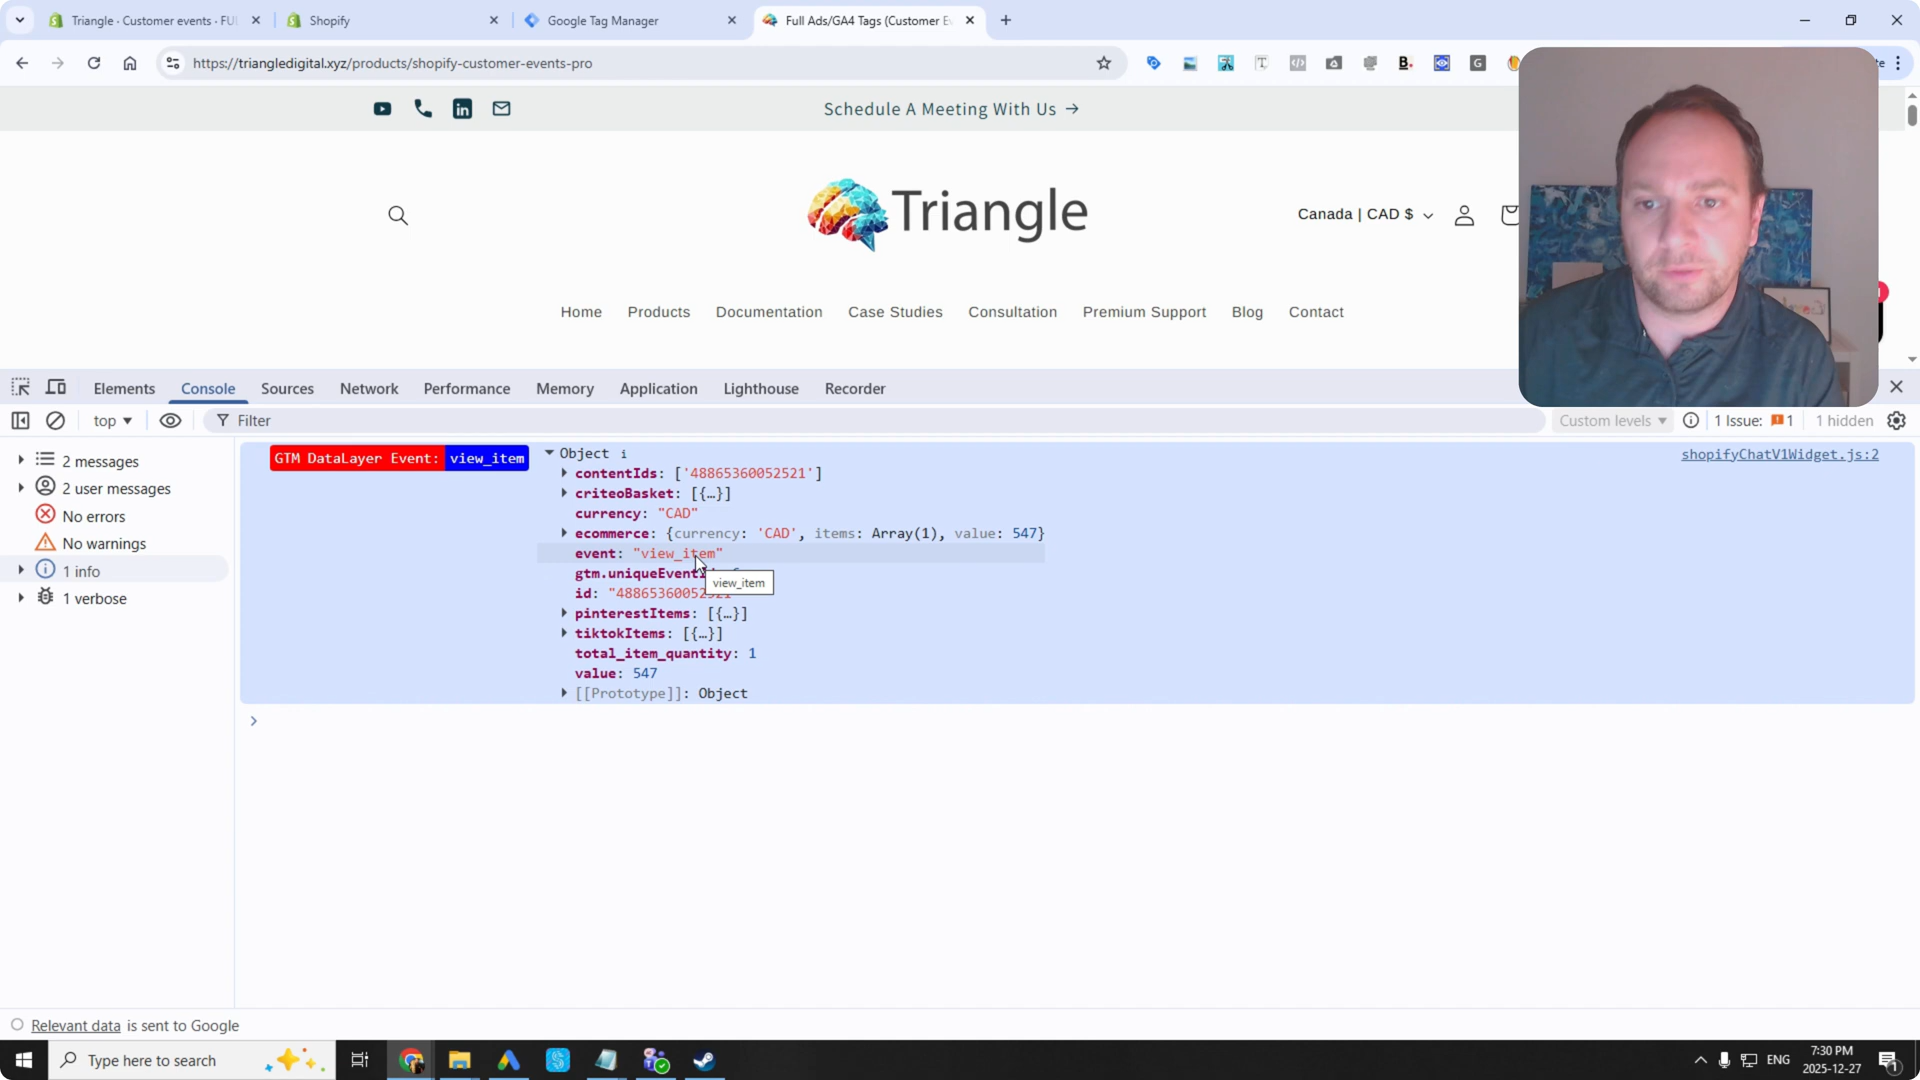 Triangle · Customer events · FUL
Shopify
Google Tag Manager
Full Ads/GA4 Tags (Customer E
https://triangledigital.xyz/products/shopify-customer-events-pro
Schedule A Meeting With Us →
Triangle
Canada | CAD $
Home Products Documentation Case Studies Consultation Premium Support Blog Contact
Elements Console Sources Network Performance Memory Application Lighthouse Recorder
top Filter Custom levels 1 Issue: 1 1 hidden
2 messages
2 user messages
No errors
No warnings
1 info
1 verbose
GTM DataLayer Event: view_item Object i shopifyChatV1Widget.js:2
contentIds: ['48865360052521']
criteoBasket: [{…}]
currency: "CAD"
ecommerce: {currency: 'CAD', items: Array(1), value: 547}
event: "view_item"
gtm.uniqueEventI
view_item
id: "48865360052521"
pinterestItems: [{…}]
tiktokItems: [{…}]
total_item_quantity: 1
value: 547
[[Prototype]]: Object
Relevant data is sent to Google
Type here to search
ENG
7:30 PM
2025-12-27
1